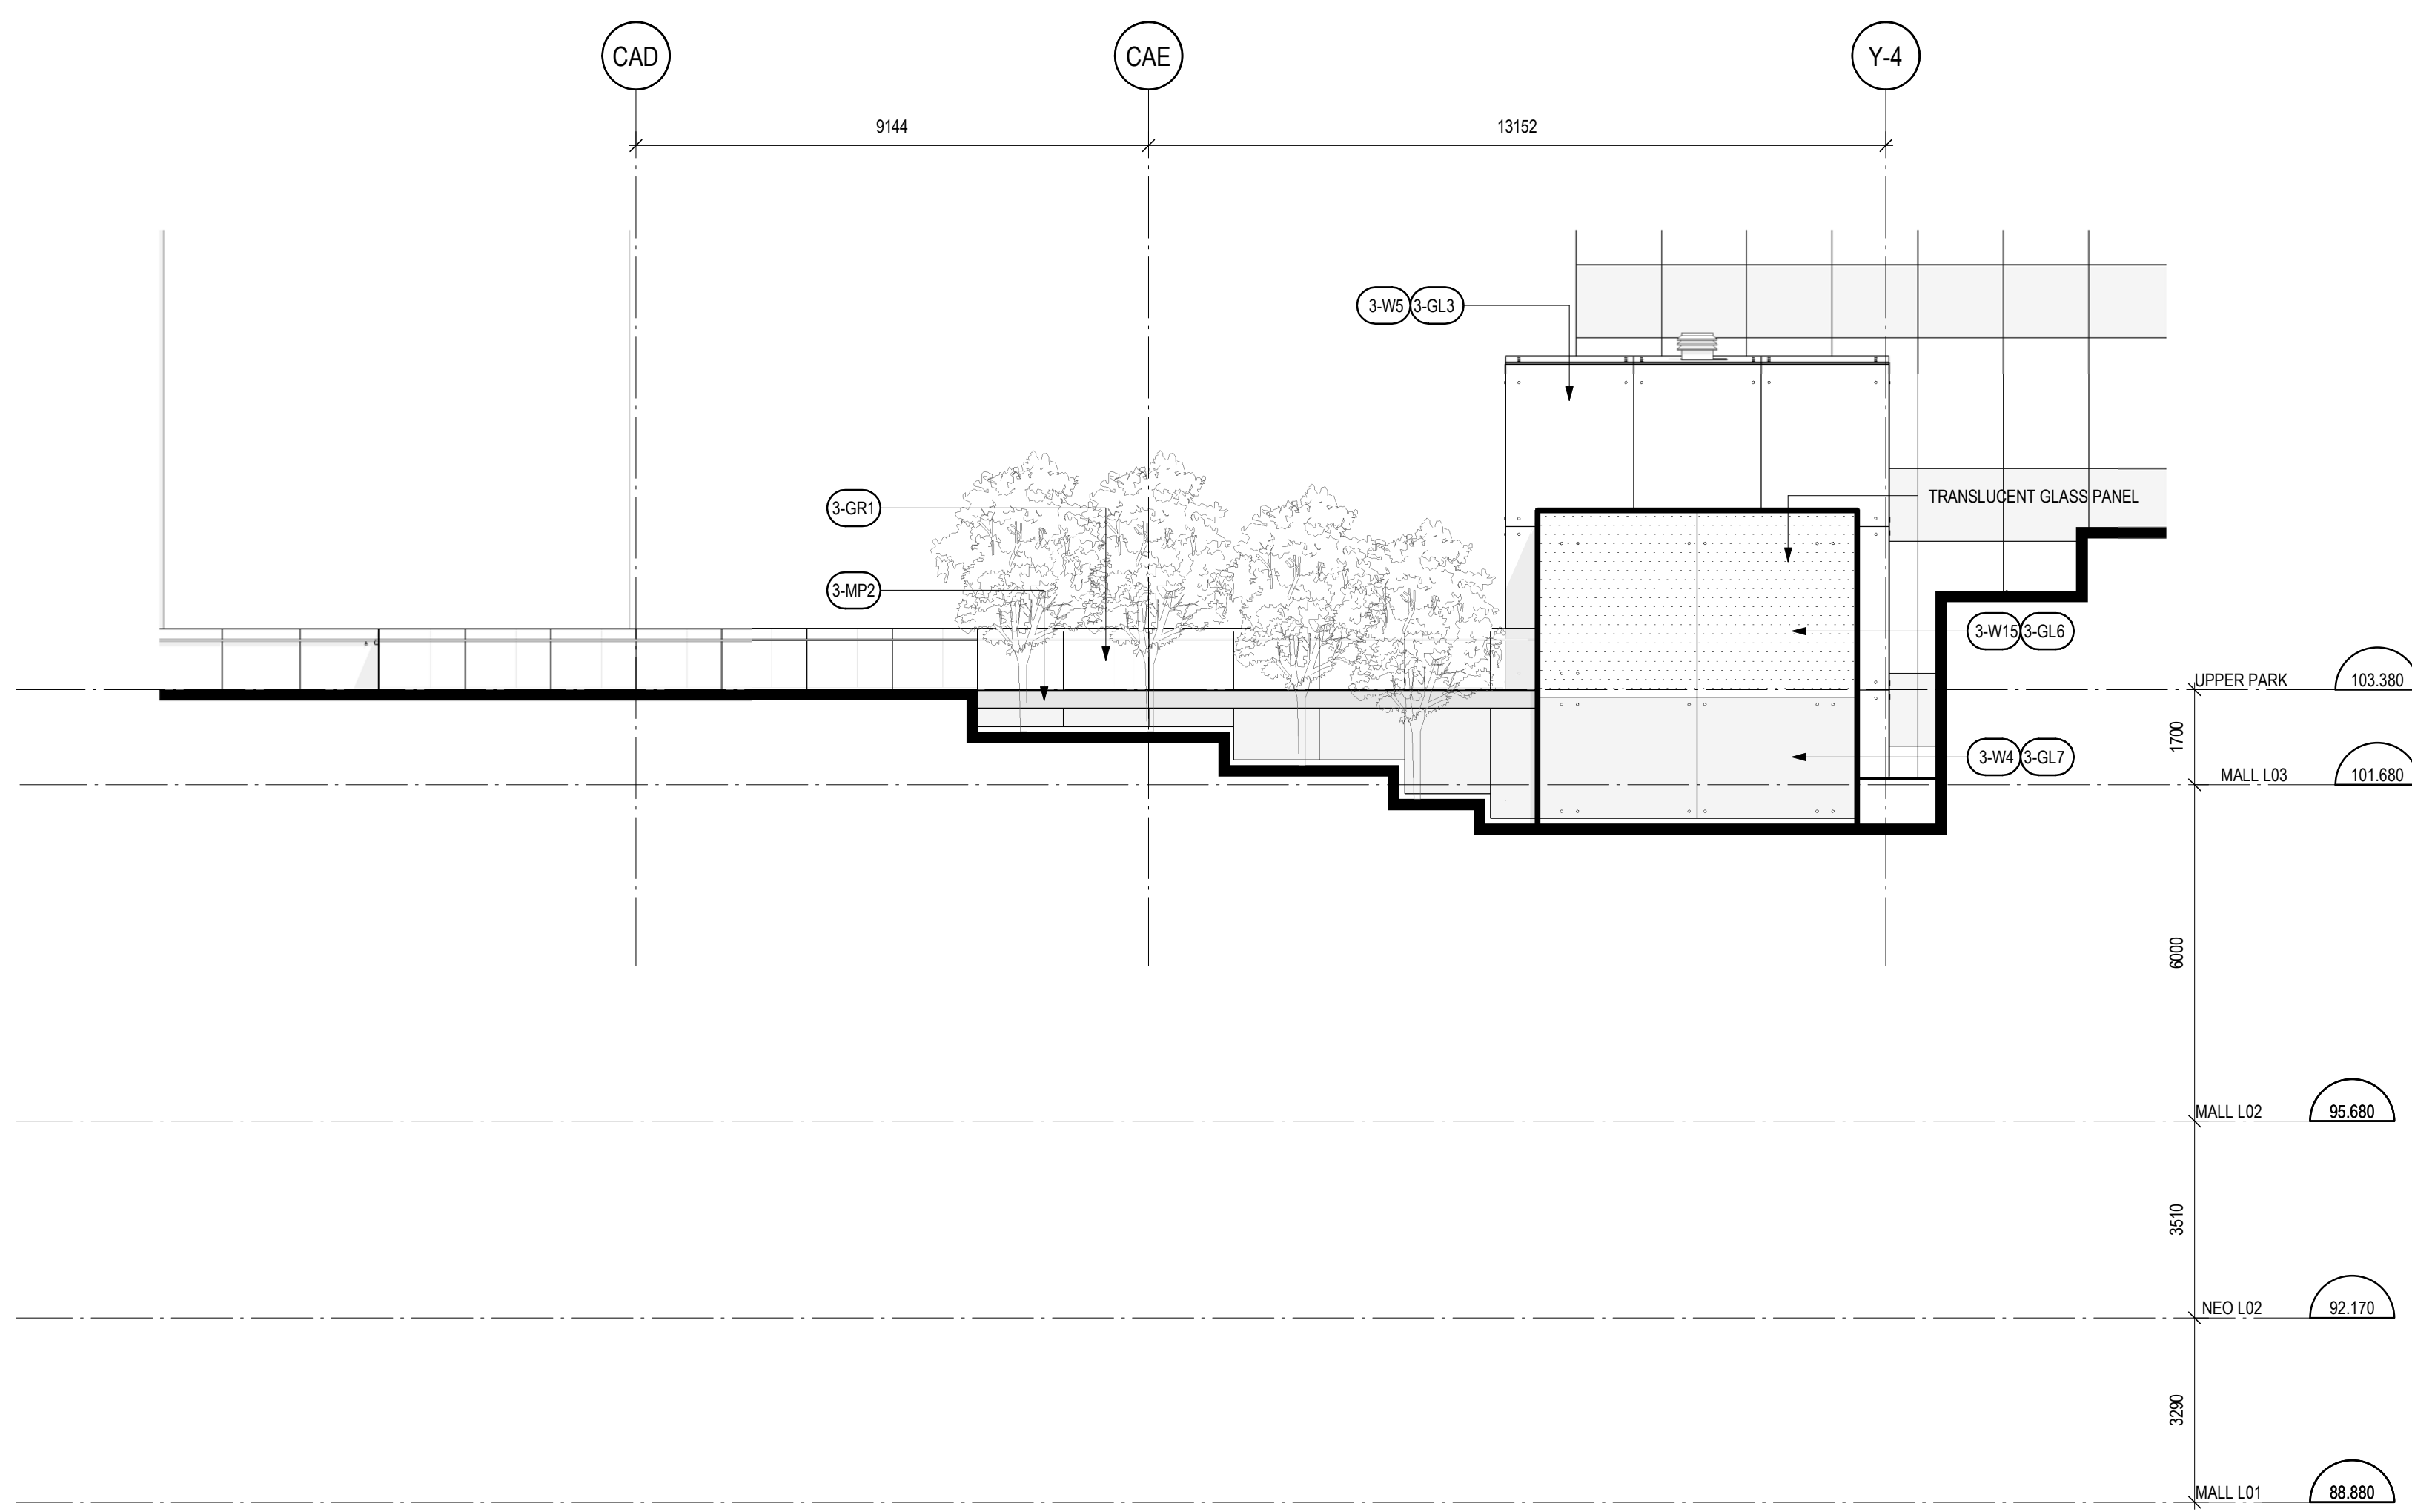 CAD
CAE
Y-4
9144
13152
3-W5 3-GL3
TRANSLUCENT GLASS PANEL
3-GR1
3-MP2
3-W15 3-GL6
UPPER PARK 103.380
1700
3-W4 3-GL7
MALL L03 101.680
6000
MALL L02 95.680
3510
NEO L02 92.170
3290
MALL L01 88.880